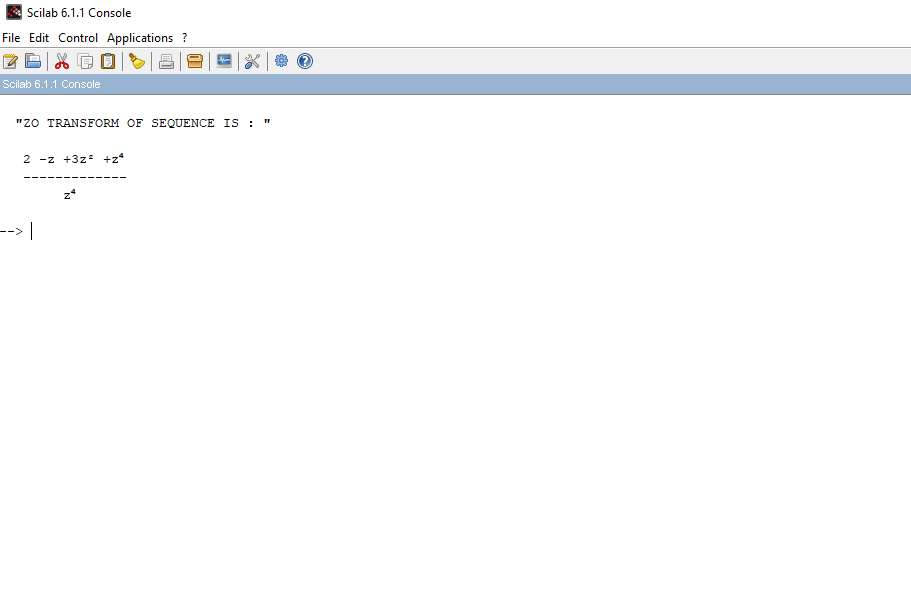 Scilab 6.1.1 Console
File Edit Control Applications ?
Scilab 6.1.1 Console
"ZO TRANSFORM OF SEQUENCE IS : "
2 -z +3z² +z⁴
-------------
z⁴
-->